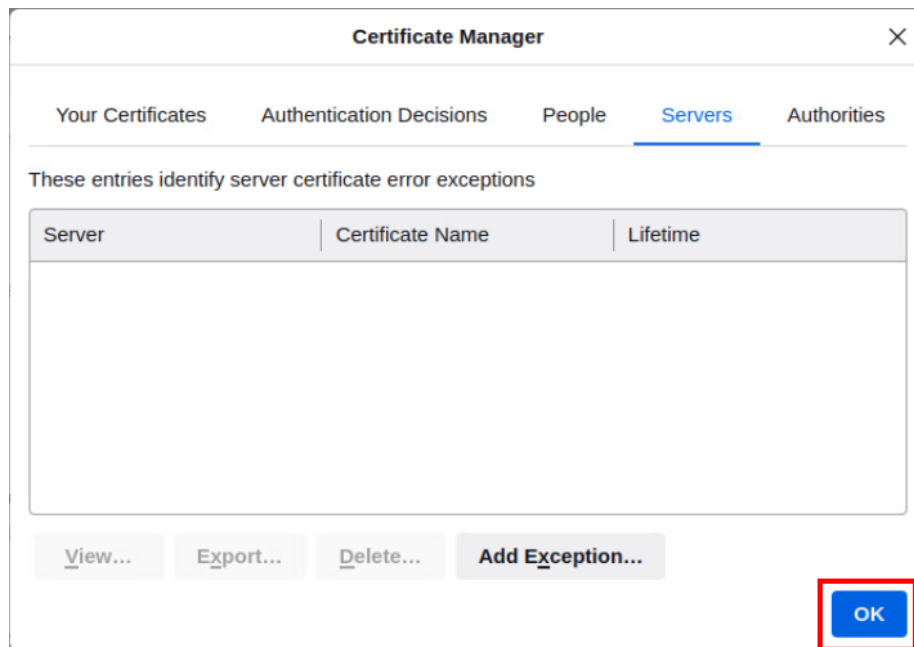 Certificate Manager
Your Certificates Authentication Decisions People Servers Authorities
These entries identify server certificate error exceptions
Server Certificate Name Lifetime
View... Export... Delete... Add Exception...
OK